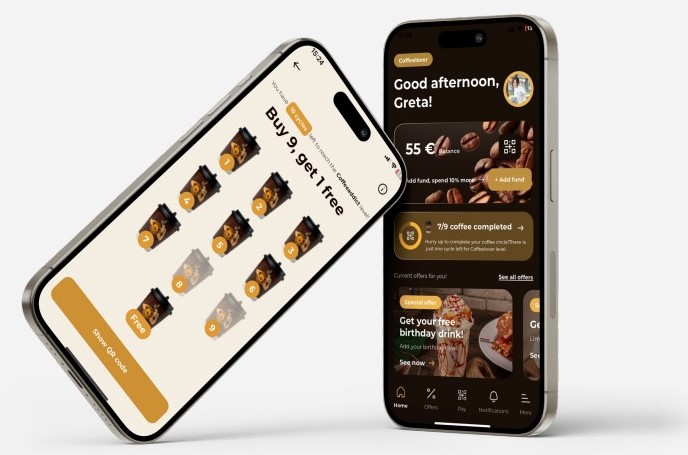 15:24
You have 10 cycles left to reach the Coffeeaddict level
Buy 9, get 1 free
1
2
3
4
5
6
7
8
9
Free
Show QR code
Coffeelover
Good afternoon,
Greta!
55 €
Balance
Add fund, spend 10% more
+ Add fund
7/9 coffee completed →
Hurry up to complete your coffee circle!There is
just one cycle left for Coffeelover level
Current offers for you!
See all offers
Special offer
Get your free
birthday drink!
Add your birthday
See now →
Ge
Lim
Se
Home
Offers
Pay
Notifications
More